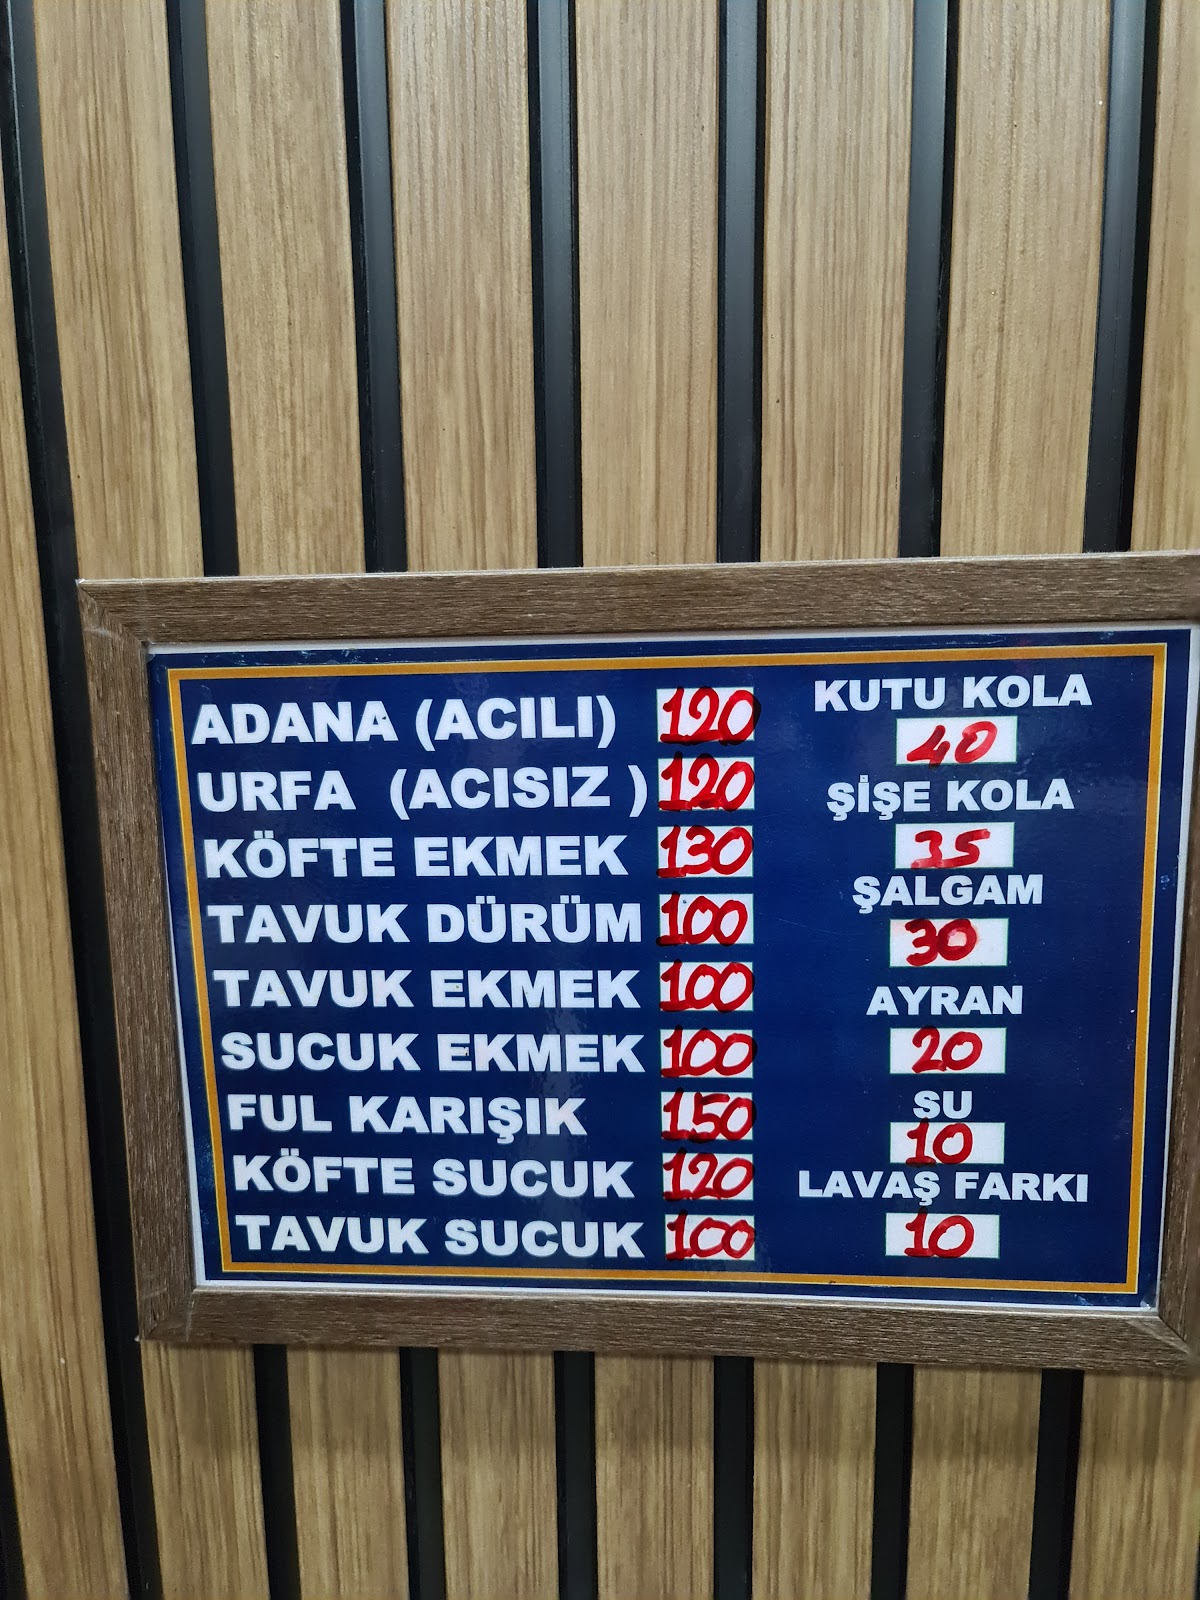 ADANA (ACILI) 120
URFA (ACISIZ ) 120
KÖFTE EKMEK 130
TAVUK DÜRÜM 100
TAVUK EKMEK 100
SUCUK EKMEK 100
FUL KARIŞIK 150
KÖFTE SUCUK 120
TAVUK SUCUK 100
KUTU KOLA
40
ŞİŞE KOLA
35
ŞALGAM
30
AYRAN
20
SU
10
LAVAŞ FARKI
10